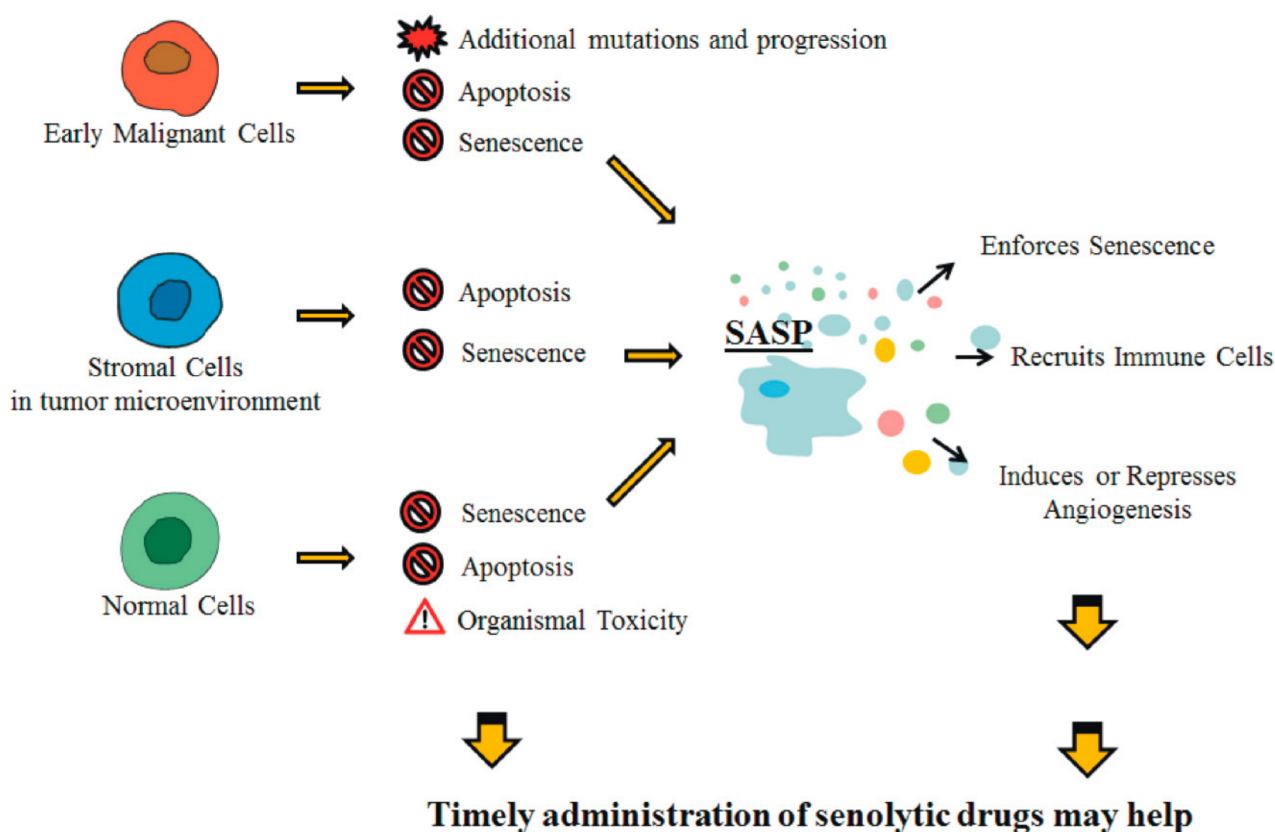 Additional mutations and progression
Apoptosis
Senescence
Early Malignant Cells
Apoptosis
Senescence
Stromal Cells
in tumor microenvironment
Senescence
Apoptosis
Organismal Toxicity
Normal Cells
SASP
Enforces Senescence
Recruits Immune Cells
Induces or Represses
Angiogenesis
Timely administration of senolytic drugs may help